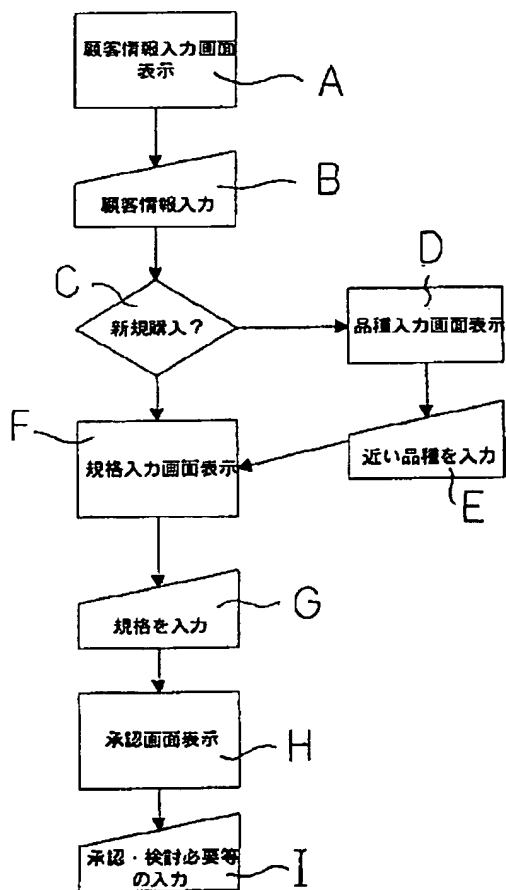 顧客情報入力画面
表示
A
顧客情報入力
B
C
新規購入？
D
品種入力画面表示
近い品種を入力
E
F
規格入力画面表示
規格を入力
G
承認画面表示
H
承認・検討必要等
の入力
I